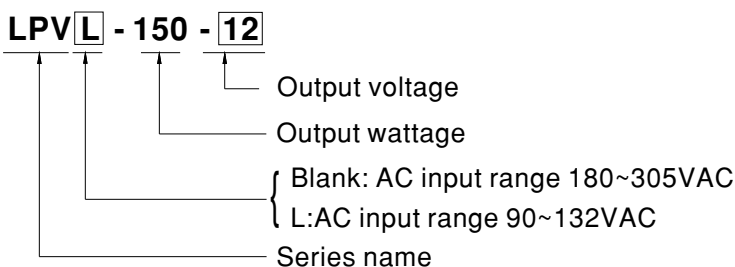 LPV L - 150 - 12
Output voltage
Output wattage
Blank: AC input range 180~305VAC
L:AC input range 90~132VAC
Series name